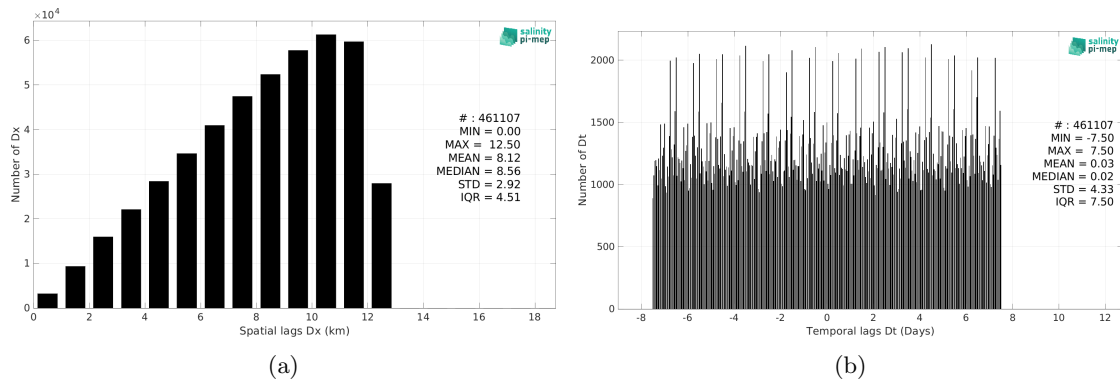 ×10⁴
6
5
4
3
2
1
0
Number of Dx
0 2 4 6 8 10 12 14 16 18
Spatial lags Dx (km)
salinity
pi-mep
# : 461107
MIN = 0.00
MAX = 12.50
MEAN = 8.12
MEDIAN = 8.56
STD = 2.92
IQR = 4.51
(a)
2000
1500
1000
500
0
Number of Dt
-8 -6 -4 -2 0 2 4 6 8 10 12
Temporal lags Dt (Days)
salinity
pi-mep
# : 461107
MIN = -7.50
MAX = 7.50
MEAN = 0.03
MEDIAN = 0.02
STD = 4.33
IQR = 7.50
(b)